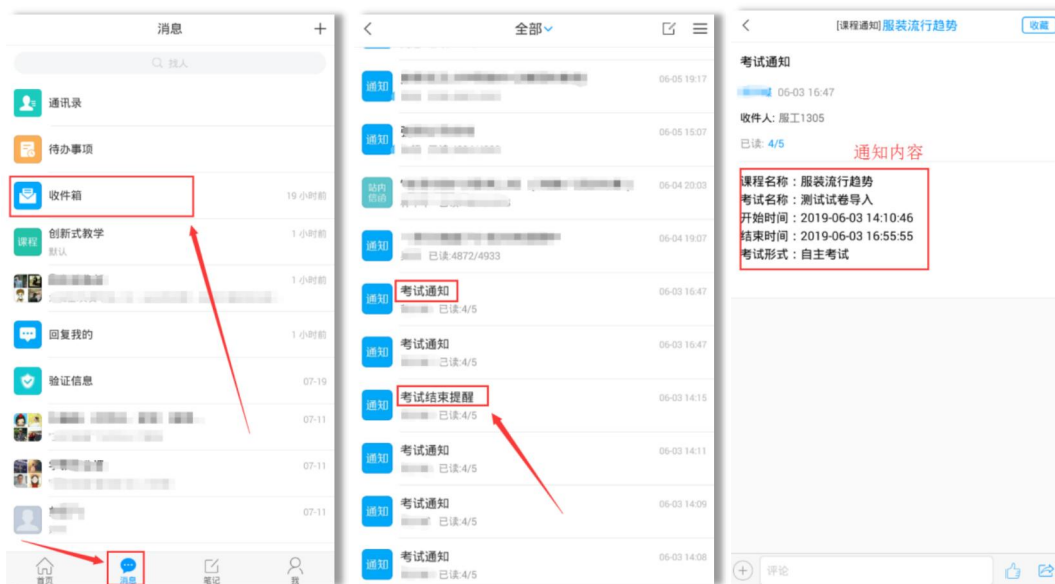 消息
找人
通讯录
待办事项
收件箱
19 小时前
课程
创新式教学
默认
1 小时前
1 小时前
回复我的
1 小时前
验证信息
07-19
07-11
07-11
07-11
首页
消息
笔记
我
全部
通知
06-05 19:17
通知
06-05 15:07
站内
信函
06-04 20:03
通知
已读:4872/4933
06-04 19:07
通知
考试通知
已读:4/5
06-03 16:47
通知
考试通知
已读:4/5
06-03 16:47
通知
考试结束提醒
已读:4/5
06-03 14:15
通知
考试通知
已读:4/5
06-03 14:11
通知
考试通知
已读:4/5
06-03 14:09
通知
考试通知
已读:4/5
06-03 14:08
[课程通知]服装流行趋势
收藏
考试通知
06-03 16:47
收件人: 服工1305
已读: 4/5
通知内容
课程名称：服装流行趋势
考试名称：测试试卷导入
开始时间：2019-06-03 14:10:46
结束时间：2019-06-03 16:55:55
考试形式：自主考试
评论